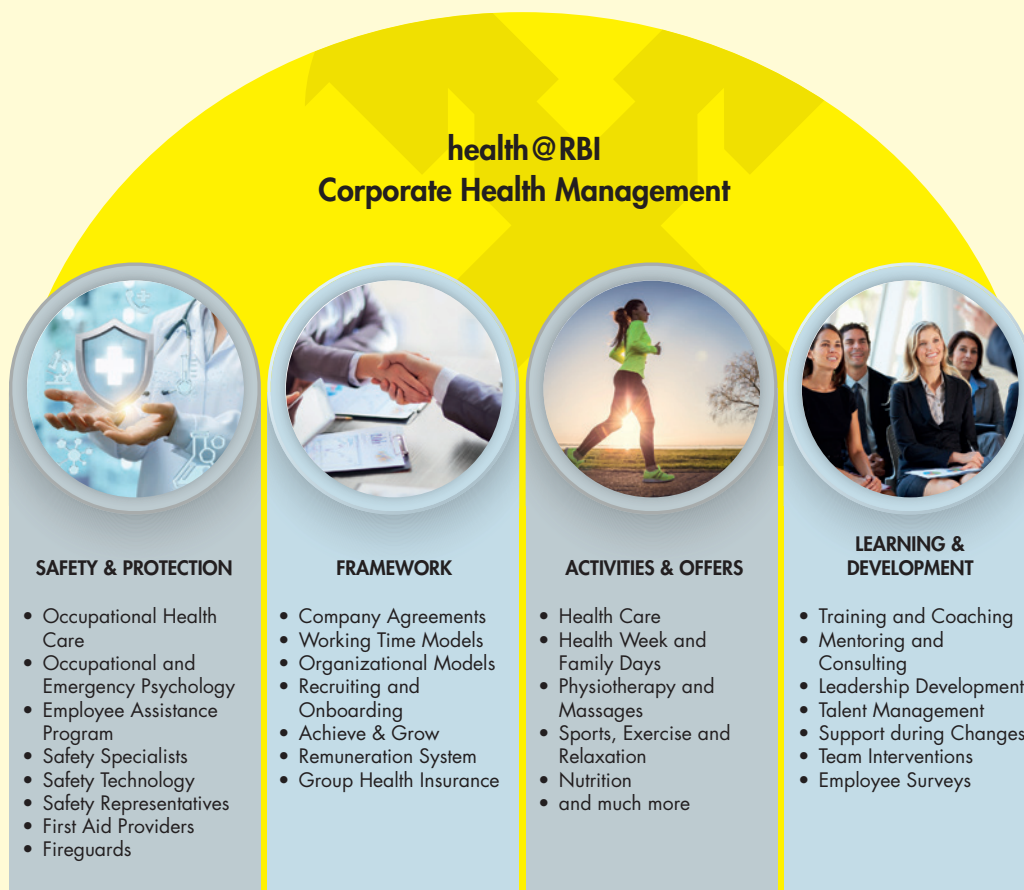 health@RBI
Corporate Health Management
SAFETY & PROTECTION
• Occupational Health
Care
• Occupational and
Emergency Psychology
• Employee Assistance
Program
• Safety Specialists
• Safety Technology
• Safety Representatives
• First Aid Providers
• Fireguards
FRAMEWORK
• Company Agreements
• Working Time Models
• Organizational Models
• Recruiting and
Onboarding
• Achieve & Grow
• Remuneration System
• Group Health Insurance
ACTIVITIES & OFFERS
• Health Care
• Health Week and
Family Days
• Physiotherapy and
Massages
• Sports, Exercise and
Relaxation
• Nutrition
• and much more
LEARNING &
DEVELOPMENT
• Training and Coaching
• Mentoring and
Consulting
• Leadership Development
• Talent Management
• Support during Changes
• Team Interventions
• Employee Surveys